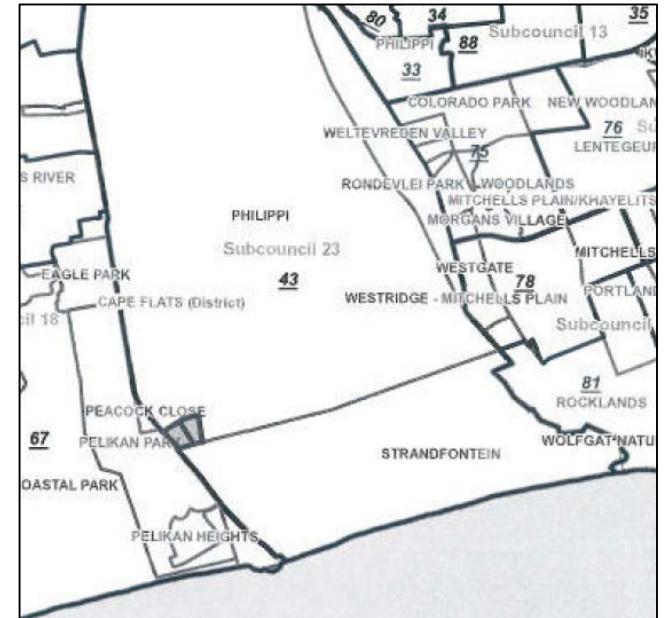 80
34
35
PHILIPPI
88
Subcouncil 13
33
COLORADO PARK
NEW WOODLAN
WELTEVREDEN VALLEY
76
75
LENTEGEUR
S RIVER
RONDEVLEI PARK
WOODLANDS
MITCHELLS PLAIN/KHAYELITS
PHILIPPI
MORGANS VILLAGE
Subcouncil 23
MITCHELLS
WESTGATE
EAGLE PARK
43
78
PORTLAN
CAPE FLATS (District)
WESTRIDGE - MITCHELLS PLAIN
cil 18
Subcouncil
81
PEACOCK CLOSE
ROCKLANDS
67
PELIKAN PARK
WOLFGAT NATU
STRANDFONTEIN
OASTAL PARK
PELIKAN HEIGHTS